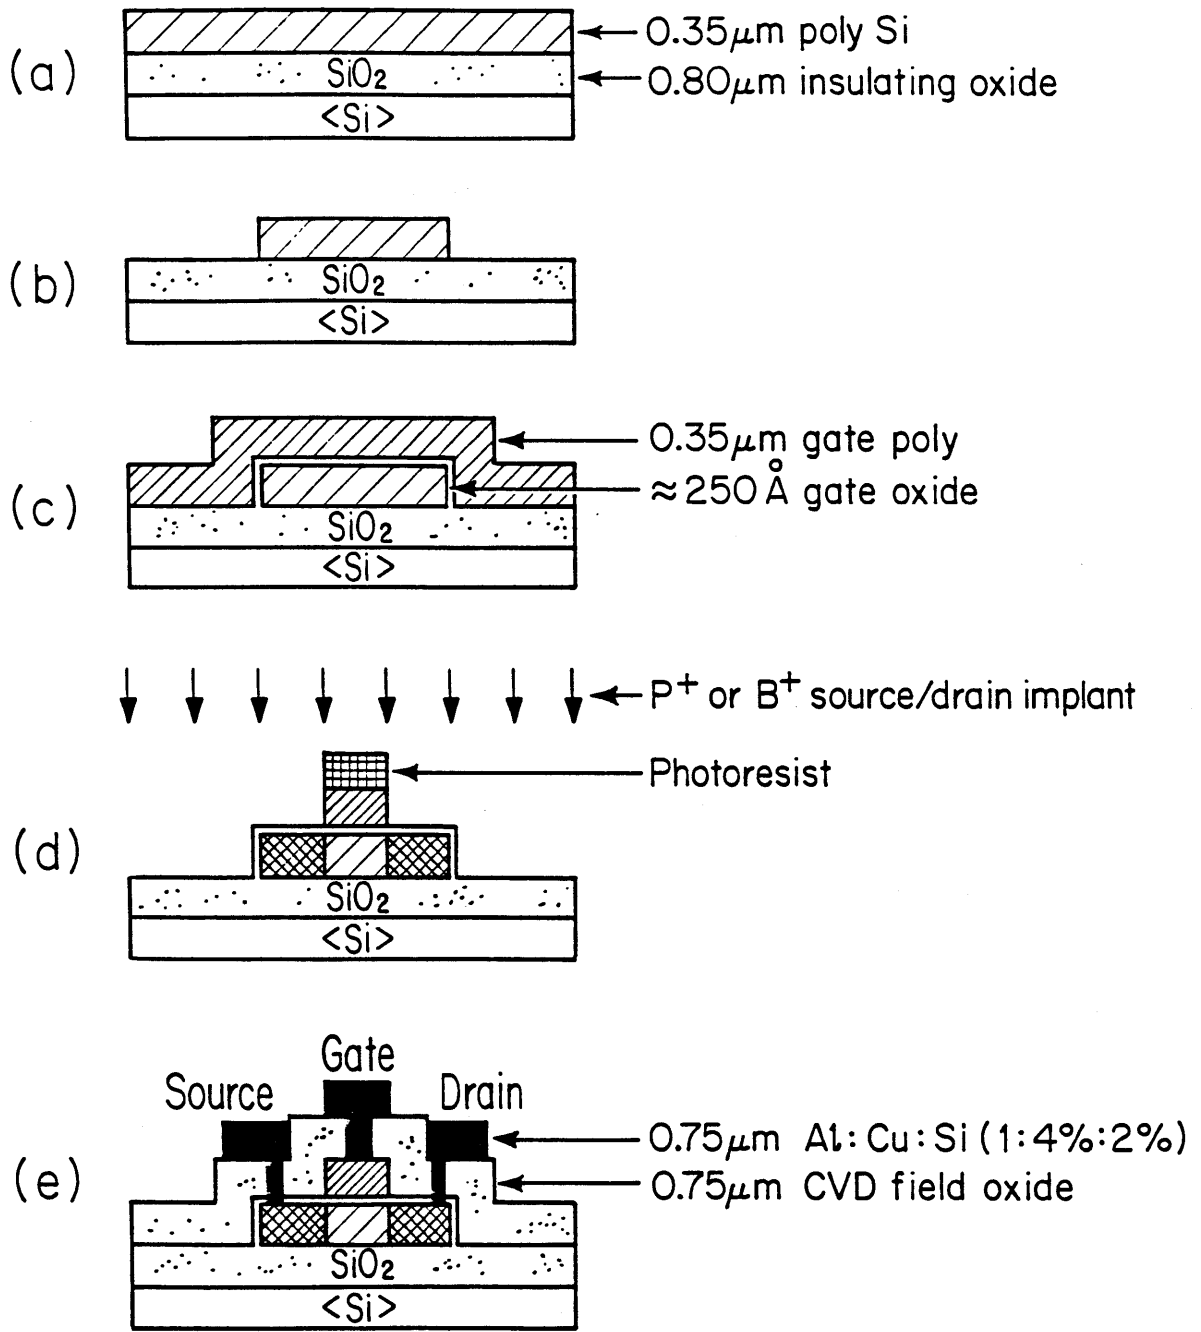 (a)
0.35μm poly Si
SiO₂
0.80μm insulating oxide
<Si>
(b)
SiO₂
<Si>
(c)
0.35μm gate poly
≈250 Å gate oxide
SiO₂
<Si>
P⁺ or B⁺ source/drain implant
Photoresist
(d)
SiO₂
<Si>
(e)
Gate
Source
Drain
0.75μm Al:Cu:Si (1:4%:2%)
0.75μm CVD field oxide
SiO₂
<Si>